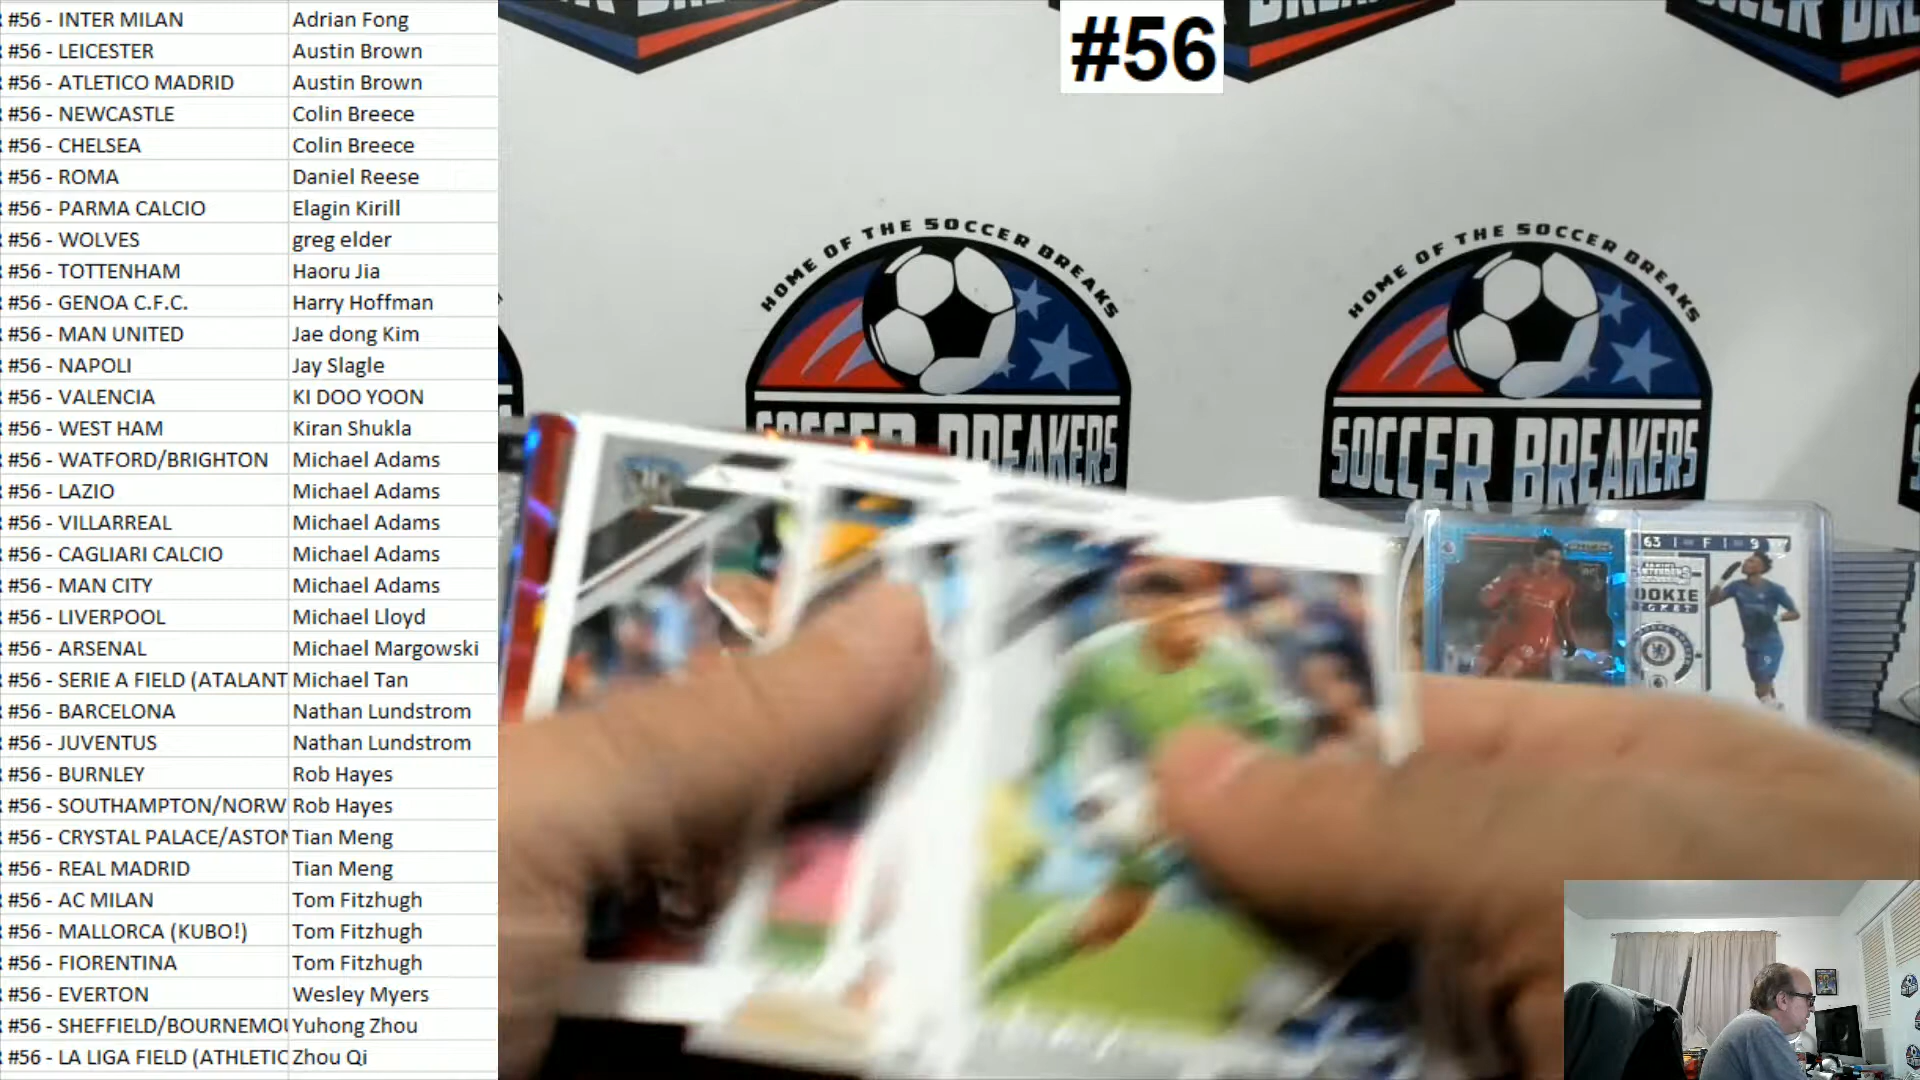 #56 - INTER MILAN Adrian Fong
#56 - LEICESTER Austin Brown
#56 - ATLETICO MADRID Austin Brown
#56 - NEWCASTLE Colin Breece
#56 - CHELSEA Colin Breece
#56 - ROMA Daniel Reese
#56 - PARMA CALCIO Elagin Kirill
#56 - WOLVES greg elder
#56 - TOTTENHAM Haoru Jia
#56 - GENOA C.F.C. Harry Hoffman
#56 - MAN UNITED Jae dong Kim
#56 - NAPOLI Jay Slagle
#56 - VALENCIA KI DOO YOON
#56 - WEST HAM Kiran Shukla
#56 - WATFORD/BRIGHTON Michael Adams
#56 - LAZIO Michael Adams
#56 - VILLARREAL Michael Adams
#56 - CAGLIARI CALCIO Michael Adams
#56 - MAN CITY Michael Adams
#56 - LIVERPOOL Michael Lloyd
#56 - ARSENAL Michael Margowski
#56 - SERIE A FIELD (ATALANT Michael Tan
#56 - BARCELONA Nathan Lundstrom
#56 - JUVENTUS Nathan Lundstrom
#56 - BURNLEY Rob Hayes
#56 - SOUTHAMPTON/NORW Rob Hayes
#56 - CRYSTAL PALACE/ASTON Tian Meng
#56 - REAL MADRID Tian Meng
#56 - AC MILAN Tom Fitzhugh
#56 - MALLORCA (KUBO!) Tom Fitzhugh
#56 - FIORENTINA Tom Fitzhugh
#56 - EVERTON Wesley Myers
#56 - SHEFFIELD/BOURNEMOU Yuhong Zhou
#56 - LA LIGA FIELD (ATHLETIC Zhou Qi
#56
HOME OF THE SOCCER BREAKS
SOCCER BREAKERS
HOME OF THE SOCCER BREAKS
SOCCER BREAKERS
63 | F | 9
OOKIE